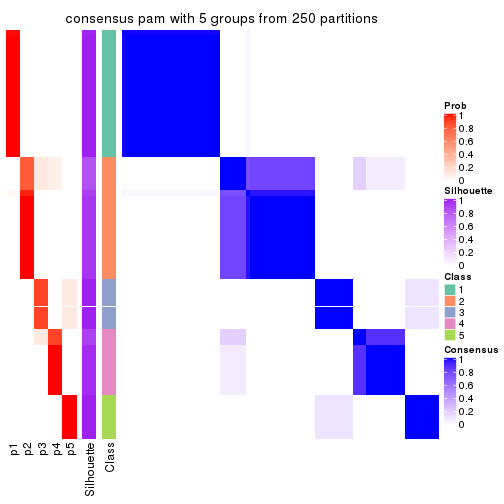 consensus pam with 5 groups from 250 partitions
Prob
1
0.8
0.6
0.4
0.2
0
Silhouette
1
0.8
0.6
0.4
0.2
0
Class
1
2
3
4
5
Consensus
1
0.8
0.6
0.4
0.2
0
p1
p2
p3
p4
p5
Silhouette
Class